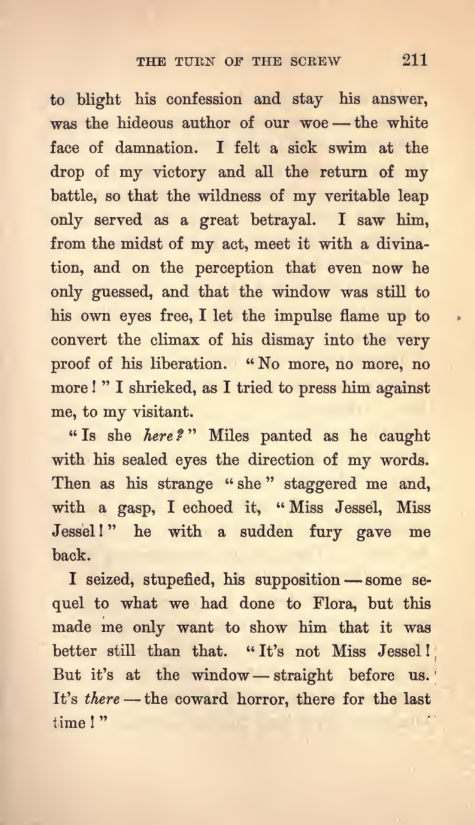 THE TURN OF THE SCREW 211
to blight his confession and stay his answer,
was the hideous author of our woe — the white
face of damnation. I felt a sick swim at the
drop of my victory and all the return of my
battle, so that the wildness of my veritable leap
only served as a great betrayal. I saw him,
from the midst of my act, meet it with a divina-
tion, and on the perception that even now he
only guessed, and that the window was still to
his own eyes free, I let the impulse flame up to
convert the climax of his dismay into the very
proof of his liberation. “No more, no more, no
more!” I shrieked, as I tried to press him against
me, to my visitant.
“Is she here?” Miles panted as he caught
with his sealed eyes the direction of my words.
Then as his strange “she” staggered me and,
with a gasp, I echoed it, “Miss Jessel, Miss
Jessel!” he with a sudden fury gave me
back.
I seized, stupefied, his supposition — some se-
quel to what we had done to Flora, but this
made me only want to show him that it was
better still than that. “It's not Miss Jessel!
But it's at the window — straight before us.
It's there — the coward horror, there for the last
time!”